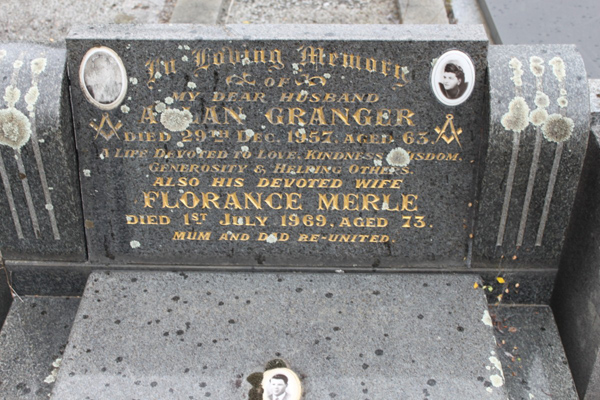 In Loving Memory
OF
MY DEAR HUSBAND
GRANGER
DIED 29TH DEC. 1957. AGED 63.
A LIFE DEVOTED TO LOVE, KINDNESS, WISDOM,
GENEROSITY & HELPING OTHERS.
ALSO HIS DEVOTED WIFE
FLORANCE MERLE
DIED 1ST JULY 1969. AGED 73.
MUM AND DAD RE-UNITED.